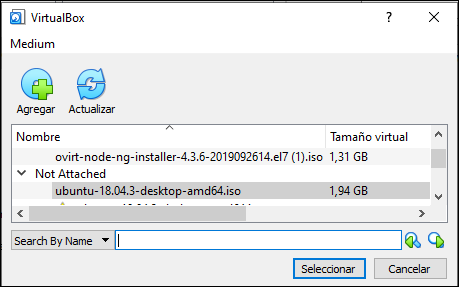 VirtualBox
Medium
Agregar Actualizar
Nombre Tamaño virtual
ovirt-node-ng-installer-4.3.6-2019092614.el7 (1).iso 1,31 GB
Not Attached
ubuntu-18.04.3-desktop-amd64.iso 1,94 GB
Search By Name
Seleccionar Cancelar